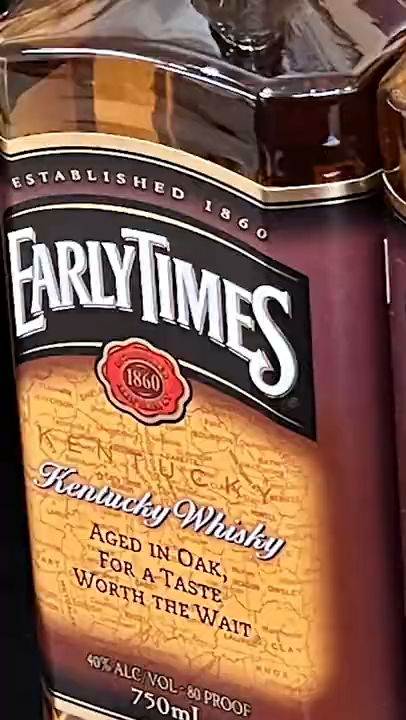 ESTABLISHED 1860
EARLY TIMES
1860
KENTUCKY
Kentucky Whisky
AGED IN OAK,
FOR A TASTE
WORTH THE WAIT
40% ALC/VOL-80 PROOF
750ml